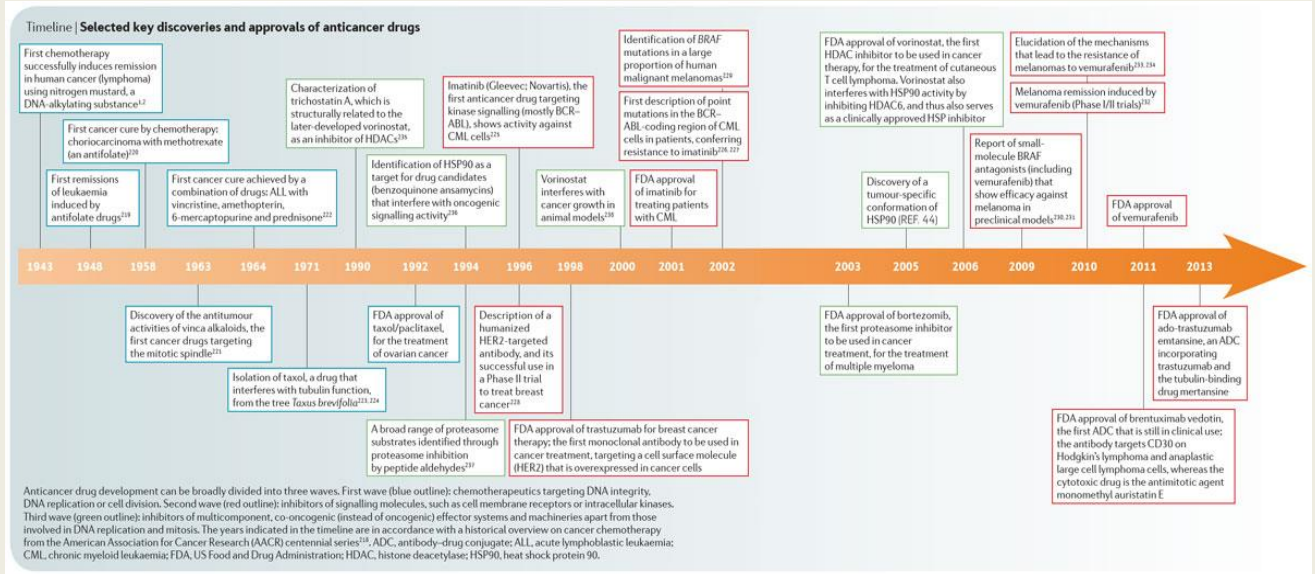 Timeline | Selected key discoveries and approvals of anticancer drugs
First chemotherapy
successfully induces remission
in human cancer (lymphoma)
using nitrogen mustard, a
DNA-alkylating substance1,2
First cancer cure by chemotherapy:
choriocarcinoma with methotrexate
(an antifolate)220
First remissions
of leukaemia
induced by
antifolate drugs219
First cancer cure achieved by a
combination of drugs: ALL with
vincristine, amethopterin,
6-mercaptopurine and prednisone222
Characterization of
trichostatin A, which is
structurally related to the
later-developed vorinostat,
as an inhibitor of HDACs235
Identification of HSP90 as a
target for drug candidates
(benzoquinone ansamycins)
that interfere with oncogenic
signalling activity236
Imatinib (Gleevec; Novartis), the
first anticancer drug targeting
kinase signalling (mostly BCR–
ABL), shows activity against
CML cells225
Vorinostat
interferes with
cancer growth in
animal models238
Identification of BRAF
mutations in a large
proportion of human
malignant melanomas229
First description of point
mutations in the BCR–
ABL-coding region of CML
cells in patients, conferring
resistance to imatinib226, 227
FDA approval
of imatinib for
treating patients
with CML
FDA approval of vorinostat, the first
HDAC inhibitor to be used in cancer
therapy, for the treatment of cutaneous
T cell lymphoma. Vorinostat also
interferes with HSP90 activity by
inhibiting HDAC6, and thus also serves
as a clinically approved HSP inhibitor
Discovery of a
tumour-specific
conformation of
HSP90 (REF. 44)
Elucidation of the mechanisms
that lead to the resistance of
melanomas to vemurafenib233, 234
Melanoma remission induced by
vemurafenib (Phase I/II trials)232
Report of small-
molecule BRAF
antagonists (including
vemurafenib) that
show efficacy against
melanoma in
preclinical models230, 231
FDA approval
of vemurafenib
1943 1948 1958 1963 1964 1971 1990 1992 1994 1996 1998 2000 2001 2002 2003 2005 2006 2009 2010 2011 2013
Discovery of the antitumour
activities of vinca alkaloids, the
first cancer drugs targeting
the mitotic spindle221
Isolation of taxol, a drug that
interferes with tubulin function,
from the tree Taxus brevifolia223, 224
FDA approval of
taxol/paclitaxel,
for the treatment
of ovarian cancer
A broad range of proteasome
substrates identified through
proteasome inhibition
by peptide aldehydes237
Description of a
humanized
HER2-targeted
antibody, and its
successful use in
a Phase II trial
to treat breast
cancer228
FDA approval of trastuzumab for breast cancer
therapy; the first monoclonal antibody to be used in
cancer treatment, targeting a cell surface molecule
(HER2) that is overexpressed in cancer cells
FDA approval of bortezomib,
the first proteasome inhibitor
to be used in cancer
treatment, for the treatment
of multiple myeloma
FDA approval of
ado-trastuzumab
emtansine, an ADC
incorporating
trastuzumab and
the tubulin-binding
drug mertansine
FDA approval of brentuximab vedotin,
the first ADC that is still in clinical use;
the antibody targets CD30 on
Hodgkin's lymphoma and anaplastic
large cell lymphoma cells, whereas the
cytotoxic drug is the antimitotic agent
monomethyl auristatin E
Anticancer drug development can be broadly divided into three waves. First wave (blue outline): chemotherapeutics targeting DNA integrity,
DNA replication or cell division. Second wave (red outline): inhibitors of signalling molecules, such as cell membrane receptors or intracellular kinases.
Third wave (green outline): inhibitors of multicomponent, co-oncogenic (instead of oncogenic) effector systems and machineries apart from those
involved in DNA replication and mitosis. The years indicated in the timeline are in accordance with a historical overview on cancer chemotherapy
from the American Association for Cancer Research (AACR) centennial series218. ADC, antibody–drug conjugate; ALL, acute lymphoblastic leukaemia;
CML, chronic myeloid leukaemia; FDA, US Food and Drug Administration; HDAC, histone deacetylase; HSP90, heat shock protein 90.